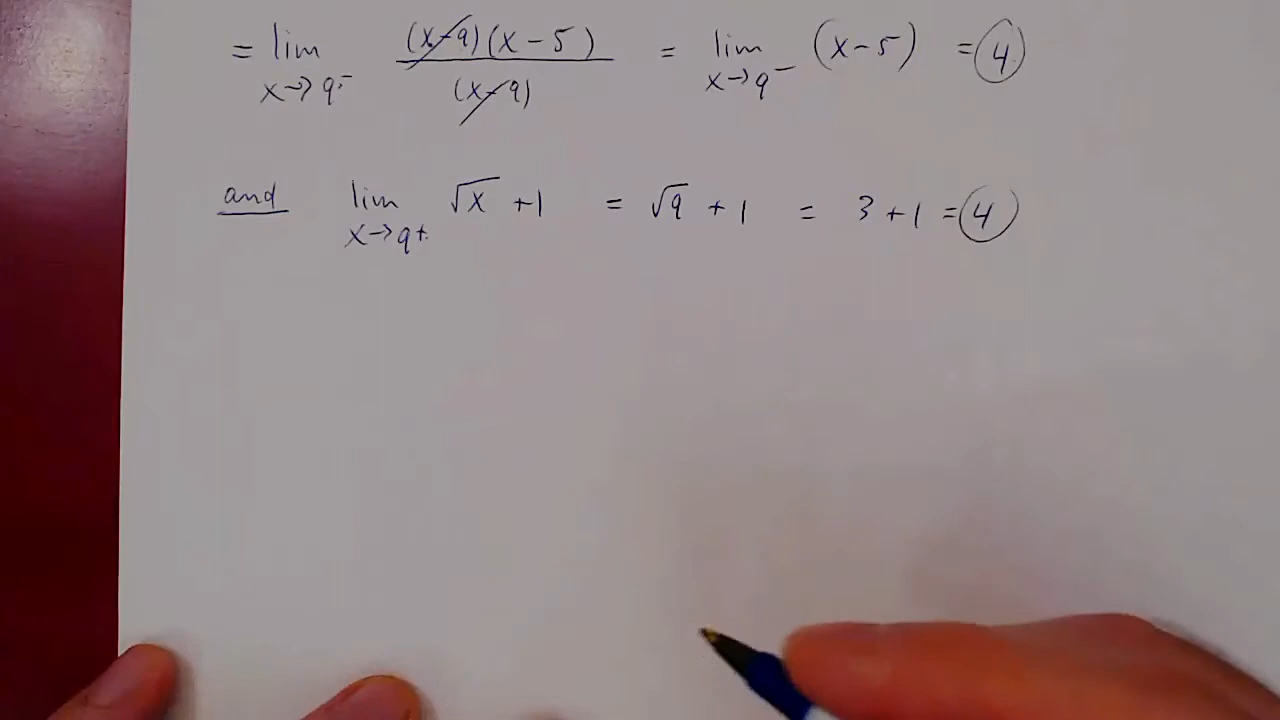 = lim x→9⁻ (x-9)(x-5) / (x-9) = lim x→9⁻ (x-5) = 4
and lim x→9+ √x +1 = √9 + 1 = 3 + 1 = 4